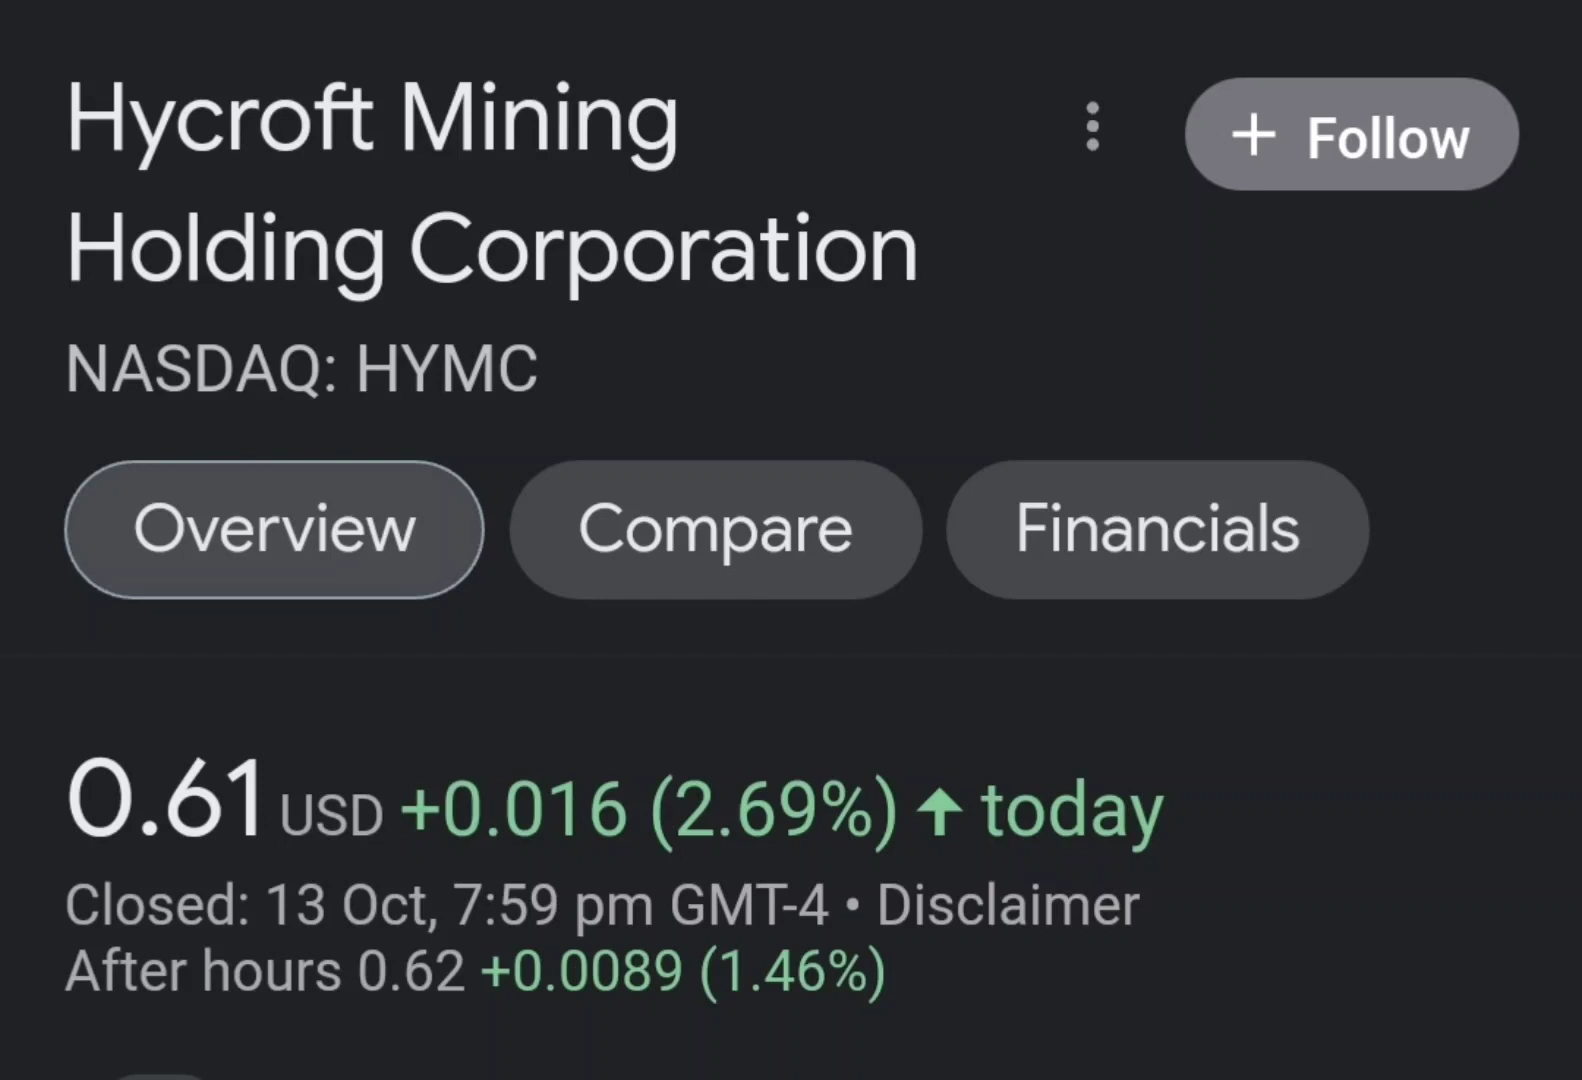 Hycroft Mining
Holding Corporation
+ Follow
NASDAQ: HYMC
Overview
Compare
Financials
0.61 USD +0.016 (2.69%) ↑ today
Closed: 13 Oct, 7:59 pm GMT-4 • Disclaimer
After hours 0.62 +0.0089 (1.46%)